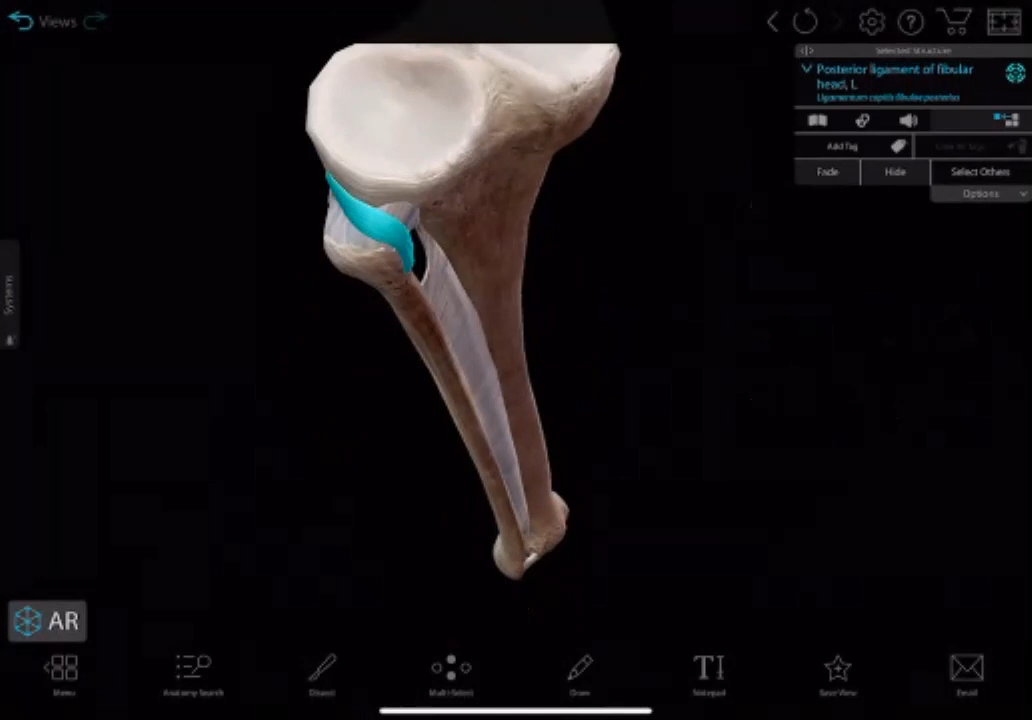 Views
Selected Structure
Posterior ligament of fibular
head, L
Ligamentum capitis fibulae posterius
Add Tag
Fade
Hide
Select Others
Options
Systems
AR
Menu
Anatomy Search
Dissect
Multi-Select
Draw
TI
Notepad
Save View
Email